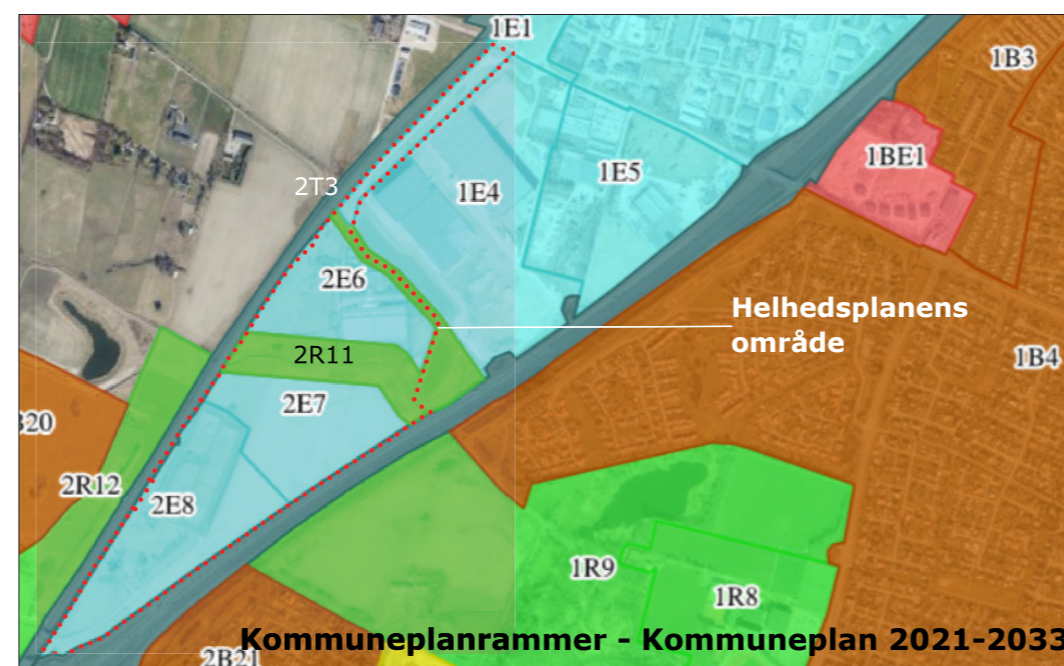 1E1
1B3
1BE1
1E5
2T3
1E4
2E6
Helhedsplanens
område
2R11
1B4
2E7
B20
2R12
2E8
1R9
1R8
2B21
Kommuneplanrammer - Kommuneplan 2021-2033